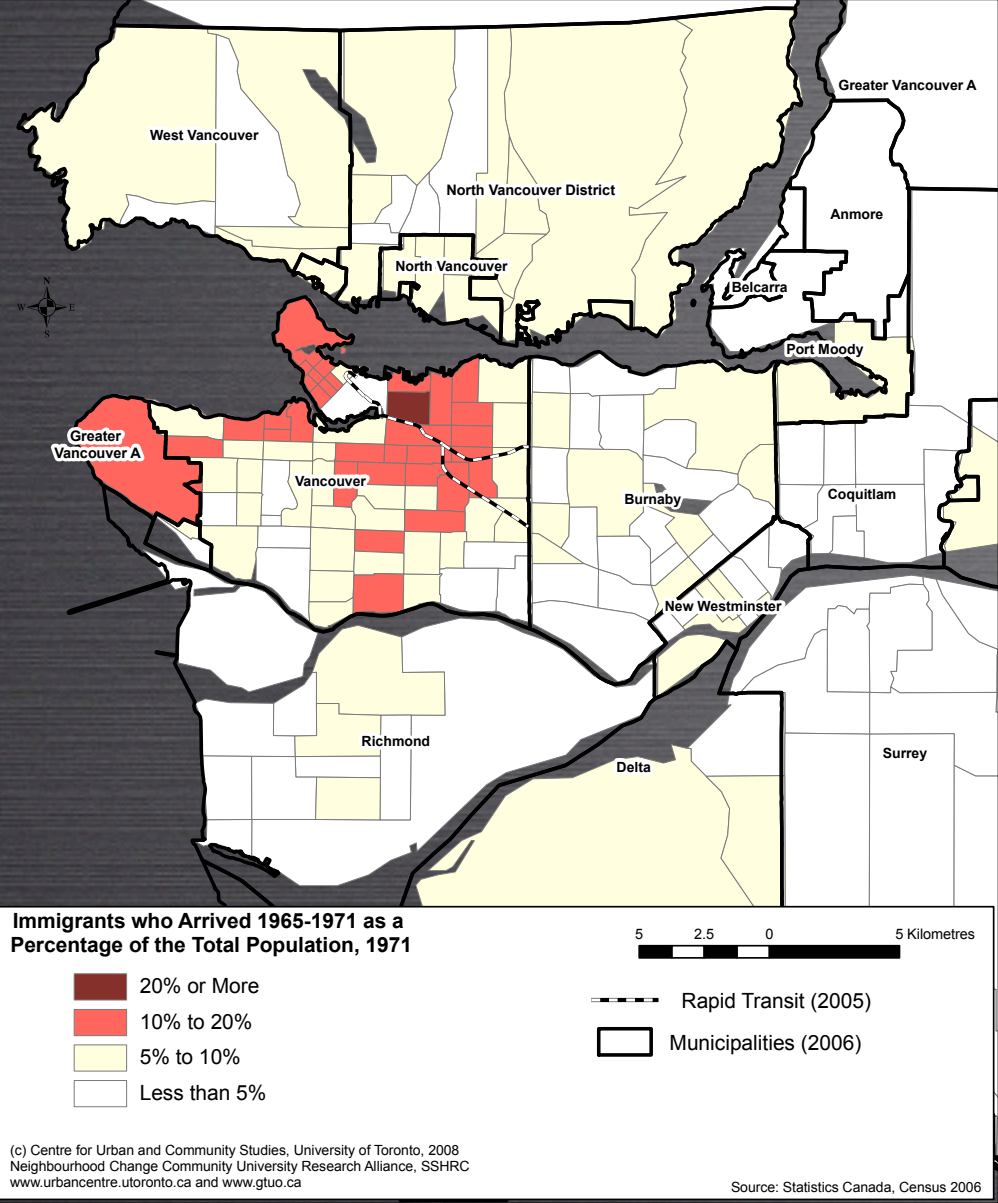 Greater Vancouver A
West Vancouver
North Vancouver District
Anmore
North Vancouver
Belcarra
N
W E
S
Port Moody
Greater
Vancouver A
Vancouver
Burnaby
Coquitlam
New Westminster
Richmond
Delta
Surrey
Immigrants who Arrived 1965-1971 as a
Percentage of the Total Population, 1971
20% or More
10% to 20%
5% to 10%
Less than 5%
5 2.5 0 5 Kilometres
Rapid Transit (2005)
Municipalities (2006)
(c) Centre for Urban and Community Studies, University of Toronto, 2008
Neighbourhood Change Community University Research Alliance, SSHRC
www.urbancentre.utoronto.ca and www.gtuo.ca
Source: Statistics Canada, Census 2006